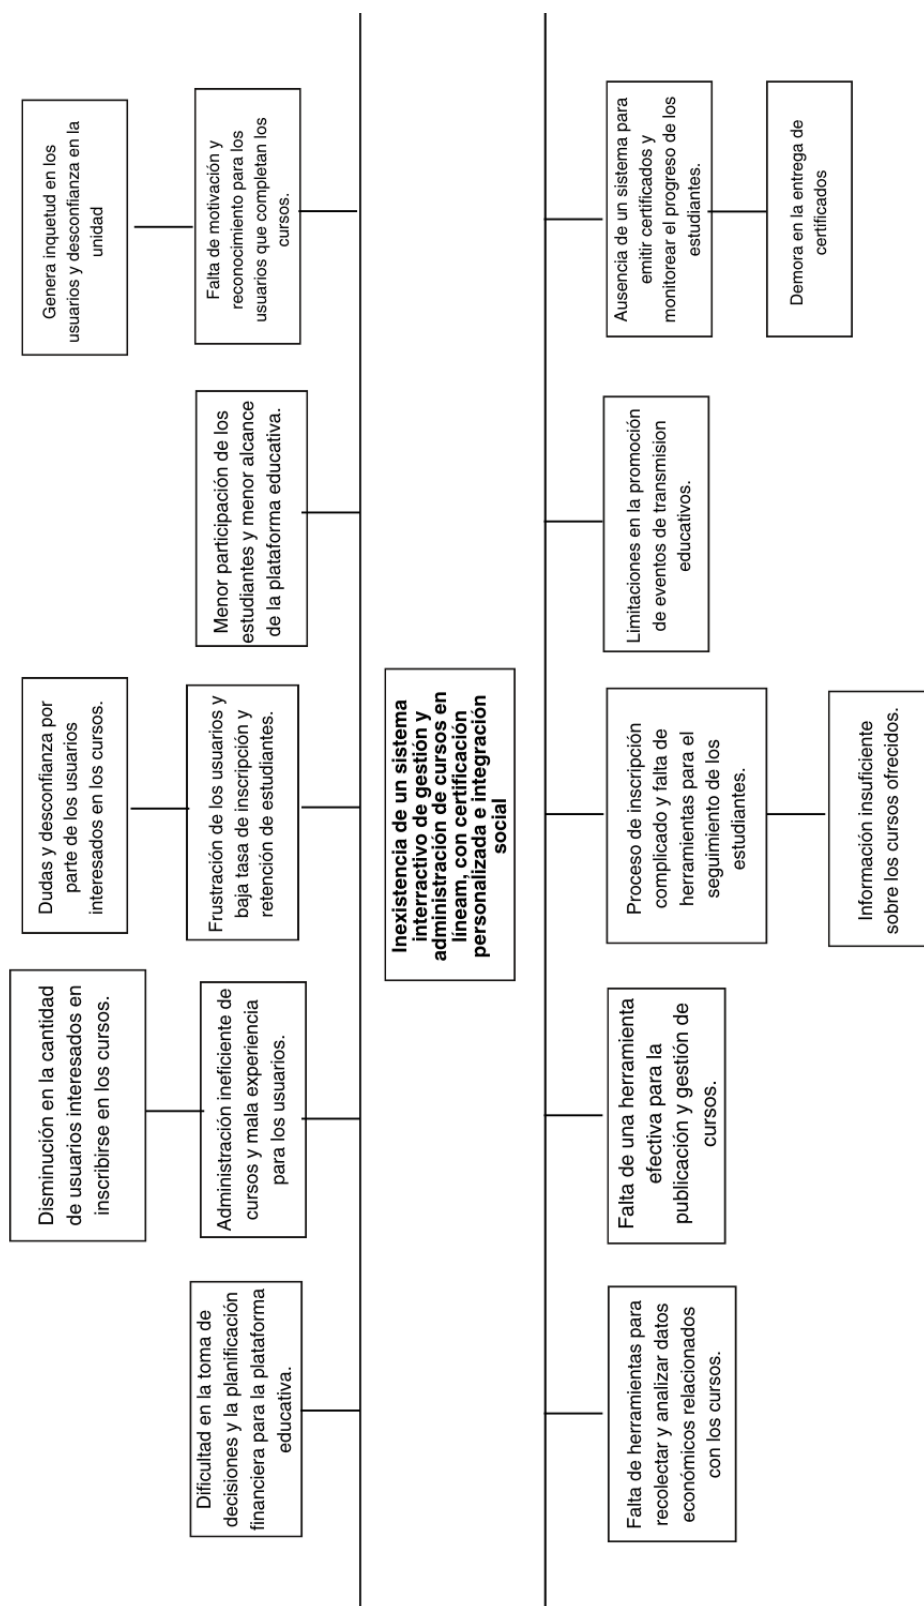 Disminución en la cantidad
de usuarios interesados en
inscribirse en los cursos.
Dudas y desconfianza por
parte de los usuarios
interesados en los cursos.
Genera inquetud en los
usuarios y desconfianza en la
unidad
Dificultad en la toma de
decisiones y la planificación
financiera para la plataforma
educativa.
Administración ineficiente de
cursos y mala experiencia
para los usuarios.
Frustración de los usuarios y
baja tasa de inscripción y
retención de estudiantes.
Menor participación de los
estudiantes y menor alcance
de la plataforma educativa.
Falta de motivación y
reconocimiento para los
usuarios que completan los
cursos.
Inexistencia de un sistema
interractivo de gestión y
administración de cursos en
líneam, con certificación
personalizada e integración
social
Falta de herramientas para
recolectar y analizar datos
económicos relacionados
con los cursos.
Falta de una herramienta
efectiva para la
publicación y gestión de
cursos.
Proceso de inscripción
complicado y falta de
herramientas para el
seguimiento de los
estudiantes.
Limitaciones en la promoción
de eventos de transmision
educativos.
Ausencia de un sistema para
emitir certificados y
monitorear el progreso de los
estudiantes.
Información insuficiente
sobre los cursos ofrecidos.
Demora en la entrega de
certificados